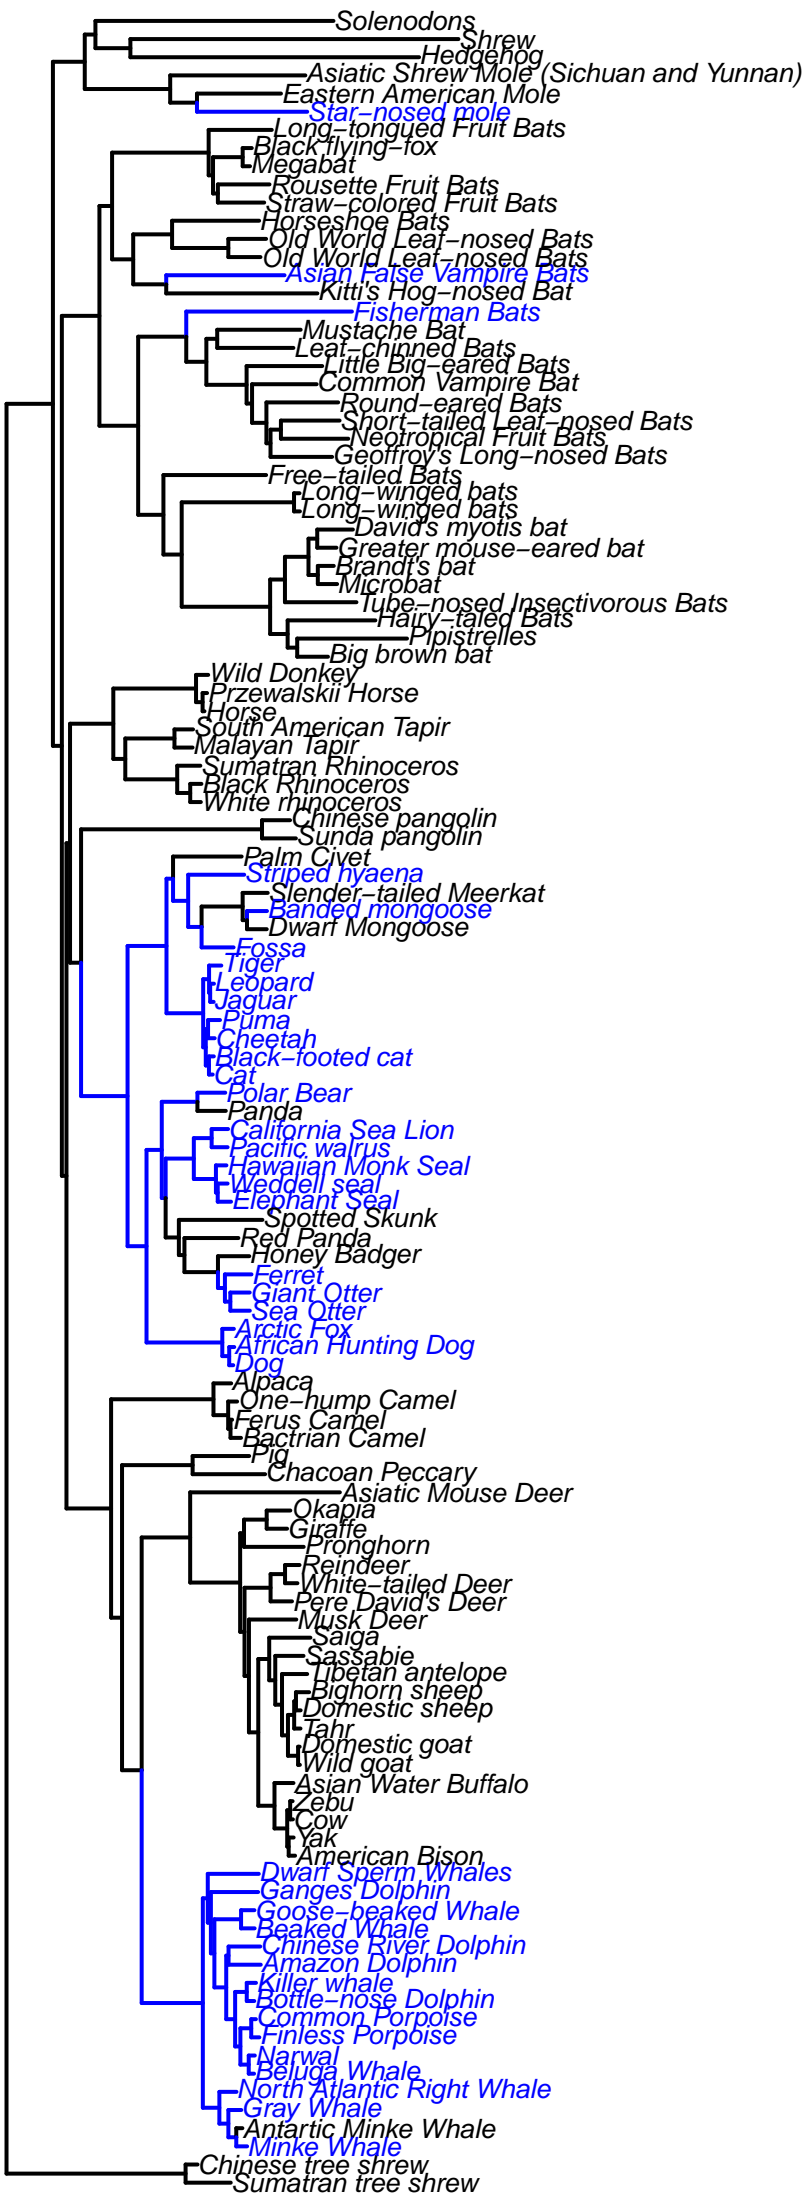 Solenodons
Shrew
Hedgehog
Asiatic Shrew Mole (Sichuan and Yunnan)
Eastern American Mole
Star−nosed mole
Long−tongued Fruit Bats
Black flying−fox
Megabat
Rousette Fruit Bats
Straw−colored Fruit Bats
Horseshoe Bats
Old World Leaf−nosed Bats
Old World Leaf−nosed Bats
Asian False Vampire Bats
Kitti's Hog−nosed Bat
Fisherman Bats
Mustache Bat
Leaf−chinned Bats
Little Big−eared Bats
Common Vampire Bat
Round−eared Bats
Short−tailed Leaf−nosed Bats
Neotropical Fruit Bats
Geoffroy's Long−nosed Bats
Free−tailed Bats
Long−winged bats
Long−winged bats
David's myotis bat
Greater mouse−eared bat
Brandt's bat
Microbat
Tube−nosed Insectivorous Bats
Hairy−taled Bats
Pipistrelles
Big brown bat
Wild Donkey
Przewalskii Horse
Horse
South American Tapir
Malayan Tapir
Sumatran Rhinoceros
Black Rhinoceros
White rhinoceros
Chinese pangolin
Sunda pangolin
Palm Civet
Striped hyaena
Slender−tailed Meerkat
Banded mongoose
Dwarf Mongoose
Fossa
Tiger
Leopard
Jaguar
Puma
Cheetah
Black−footed cat
Cat
Polar Bear
Panda
California Sea Lion
Pacific walrus
Hawaiian Monk Seal
Weddell seal
Elephant Seal
Spotted Skunk
Red Panda
Honey Badger
Ferret
Giant Otter
Sea Otter
Arctic Fox
African Hunting Dog
Dog
Alpaca
One−hump Camel
Ferus Camel
Bactrian Camel
Pig
Chacoan Peccary
Asiatic Mouse Deer
Okapia
Giraffe
Pronghorn
Reindeer
White−tailed Deer
Pere David's Deer
Musk Deer
Saiga
Sassabie
Tibetan antelope
Bighorn sheep
Domestic sheep
Tahr
Domestic goat
Wild goat
Asian Water Buffalo
Zebu
Cow
Yak
American Bison
Dwarf Sperm Whales
Ganges Dolphin
Goose−beaked Whale
Beaked Whale
Chinese River Dolphin
Amazon Dolphin
Killer whale
Bottle−nose Dolphin
Common Porpoise
Finless Porpoise
Narwal
Beluga Whale
North Atlantic Right Whale
Gray Whale
Antartic Minke Whale
Minke Whale
Chinese tree shrew
Sumatran tree shrew